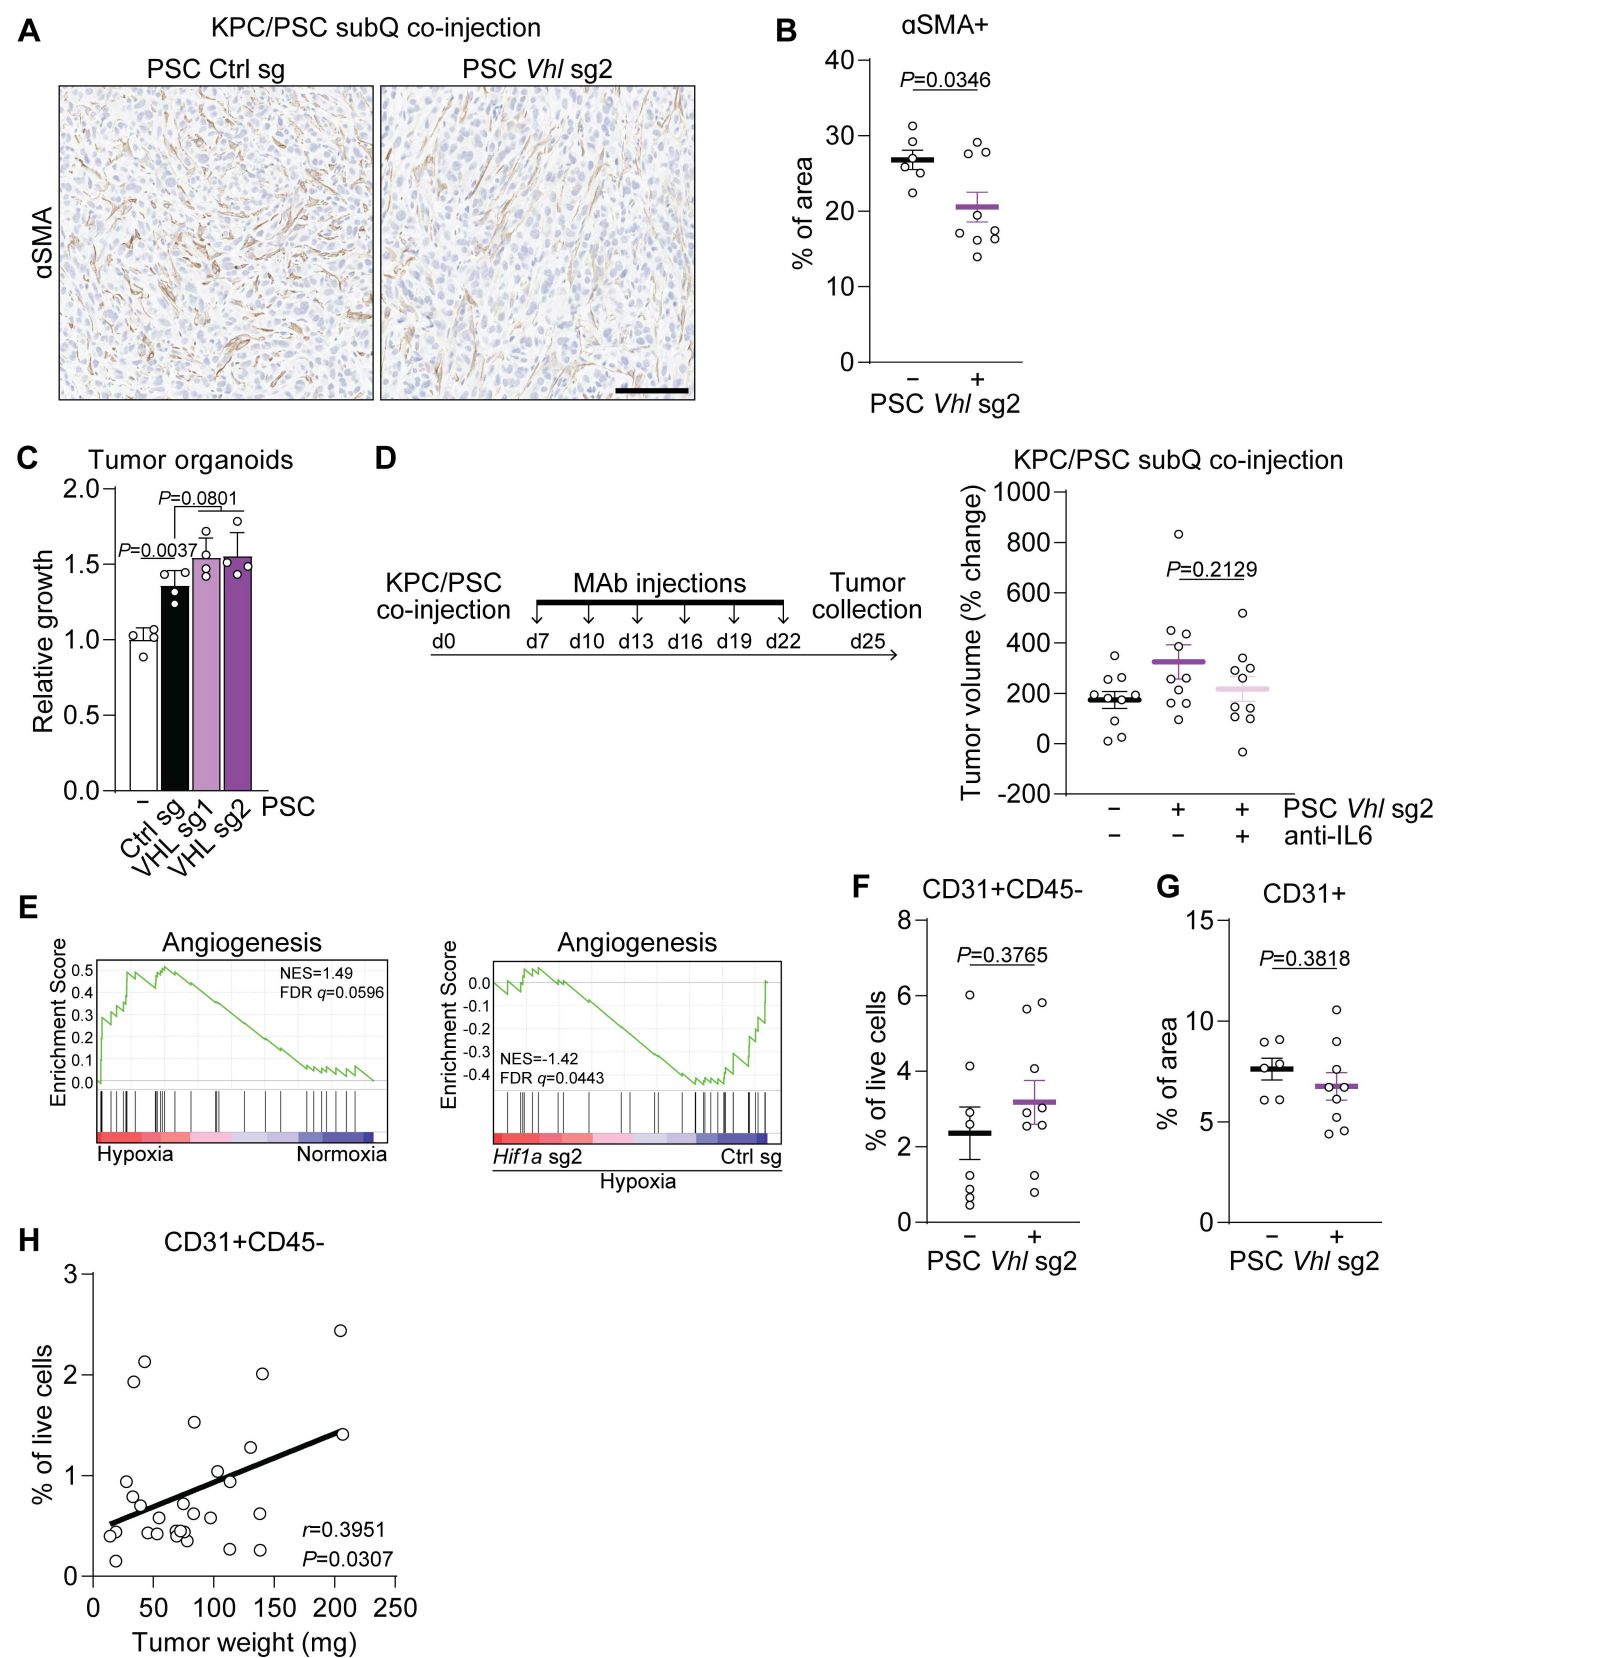 A
KPC/PSC subQ co-injection
PSC Ctrl sg
PSC Vhl sg2
αSMA
B
αSMA+
P=0.0346
% of area
40
30
20
10
0
− +
PSC Vhl sg2
C
Tumor organoids
P=0.0801
P=0.0037
Relative growth
2.0
1.5
1.0
0.5
0.0
− Ctrl sg VHL sg1 VHL sg2 PSC
D
KPC/PSC
co-injection
MAb injections
Tumor
collection
d0 d7 d10 d13 d16 d19 d22 d25
KPC/PSC subQ co-injection
Tumor volume (% change)
1000
800
600
400
200
0
-200
P=0.2129
− + + PSC Vhl sg2
− − + anti-IL6
E
Angiogenesis
Enrichment Score
0.5
0.4
0.3
0.2
0.1
0.0
NES=1.49
FDR q=0.0596
Hypoxia Normoxia
Angiogenesis
Enrichment Score
0.0
-0.1
-0.2
-0.3
-0.4
NES=-1.42
FDR q=0.0443
Hif1a sg2 Ctrl sg
Hypoxia
F
CD31+CD45-
P=0.3765
% of live cells
8
6
4
2
0
− +
PSC Vhl sg2
G
CD31+
P=0.3818
% of area
15
10
5
0
− +
PSC Vhl sg2
H
CD31+CD45-
% of live cells
3
2
1
0
r=0.3951
P=0.0307
0 50 100 150 200 250
Tumor weight (mg)